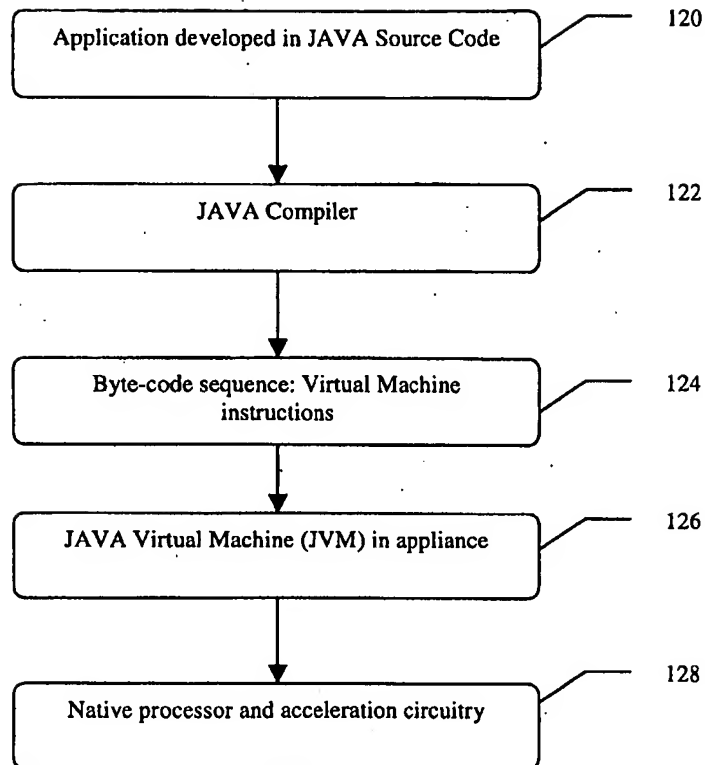 Application developed in JAVA Source Code
120
JAVA Compiler
122
Byte-code sequence: Virtual Machine
instructions
124
JAVA Virtual Machine (JVM) in appliance
126
Native processor and acceleration circuitry
128